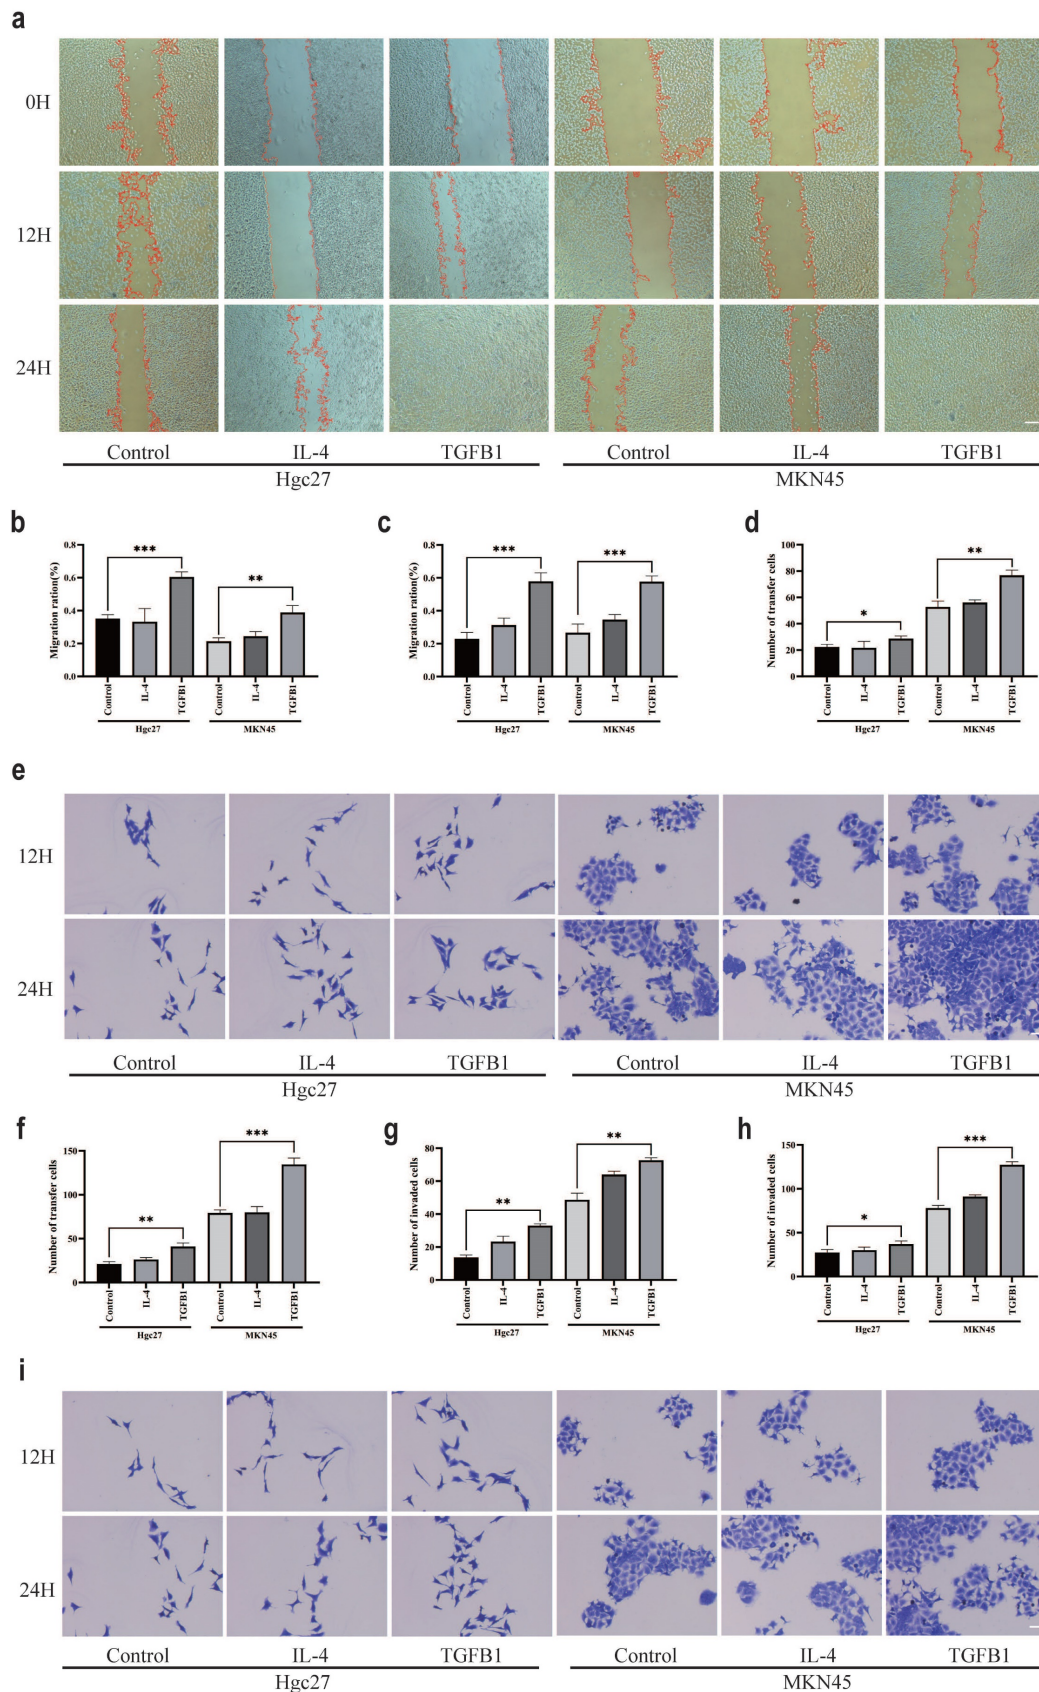 a
0H
12H
24H
Control IL-4 TGFB1 Control IL-4 TGFB1
Hgc27 MKN45
b
Migration ration(%)
0.8
0.6
0.4
0.2
0.0
***
**
Control IL-4 TGFB1 Control IL-4 TGFB1
Hgc27 MKN45
c
Migration ration(%)
0.8
0.6
0.4
0.2
0.0
***
***
Control IL-4 TGFB1 Control IL-4 TGFB1
Hgc27 MKN45
d
Number of transfer cells
100
80
60
40
20
0
*
**
Control IL-4 TGFB1 Control IL-4 TGFB1
Hgc27 MKN45
e
12H
24H
Control IL-4 TGFB1 Control IL-4 TGFB1
Hgc27 MKN45
f
Number of transfer cells
150
100
50
0
**
***
Control IL-4 TGFB1 Control IL-4 TGFB1
Hgc27 MKN45
g
Number of invaded cells
80
60
40
20
0
**
**
Control IL-4 TGFB1 Control IL-4 TGFB1
Hgc27 MKN45
h
Number of invaded cells
150
100
50
0
*
***
Control IL-4 TGFB1 Control IL-4 TGFB1
Hgc27 MKN45
i
12H
24H
Control IL-4 TGFB1 Control IL-4 TGFB1
Hgc27 MKN45